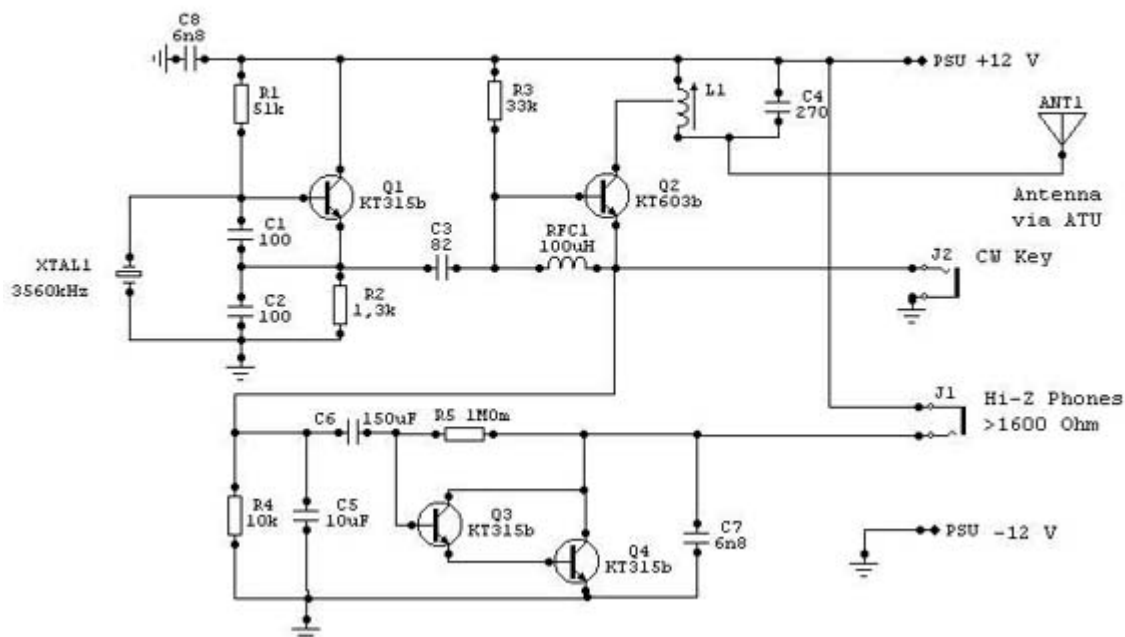 C8
6n8
R1
51k
R3
33k
L1
C4
270
PSU +12 V
ANT1
Q1
KT315b
Q2
KT603b
Antenna
via ATU
C1
100
C3
82
RFC1
100uH
J2
CW Key
XTAL1
3560kHz
C2
100
R2
1,3k
J1
Hi-Z Phones
>1600 Ohm
C6
150uF
R5 1M0m
R4
10k
C5
10uF
Q3
KT315b
Q4
KT315b
C7
6n8
PSU -12 V